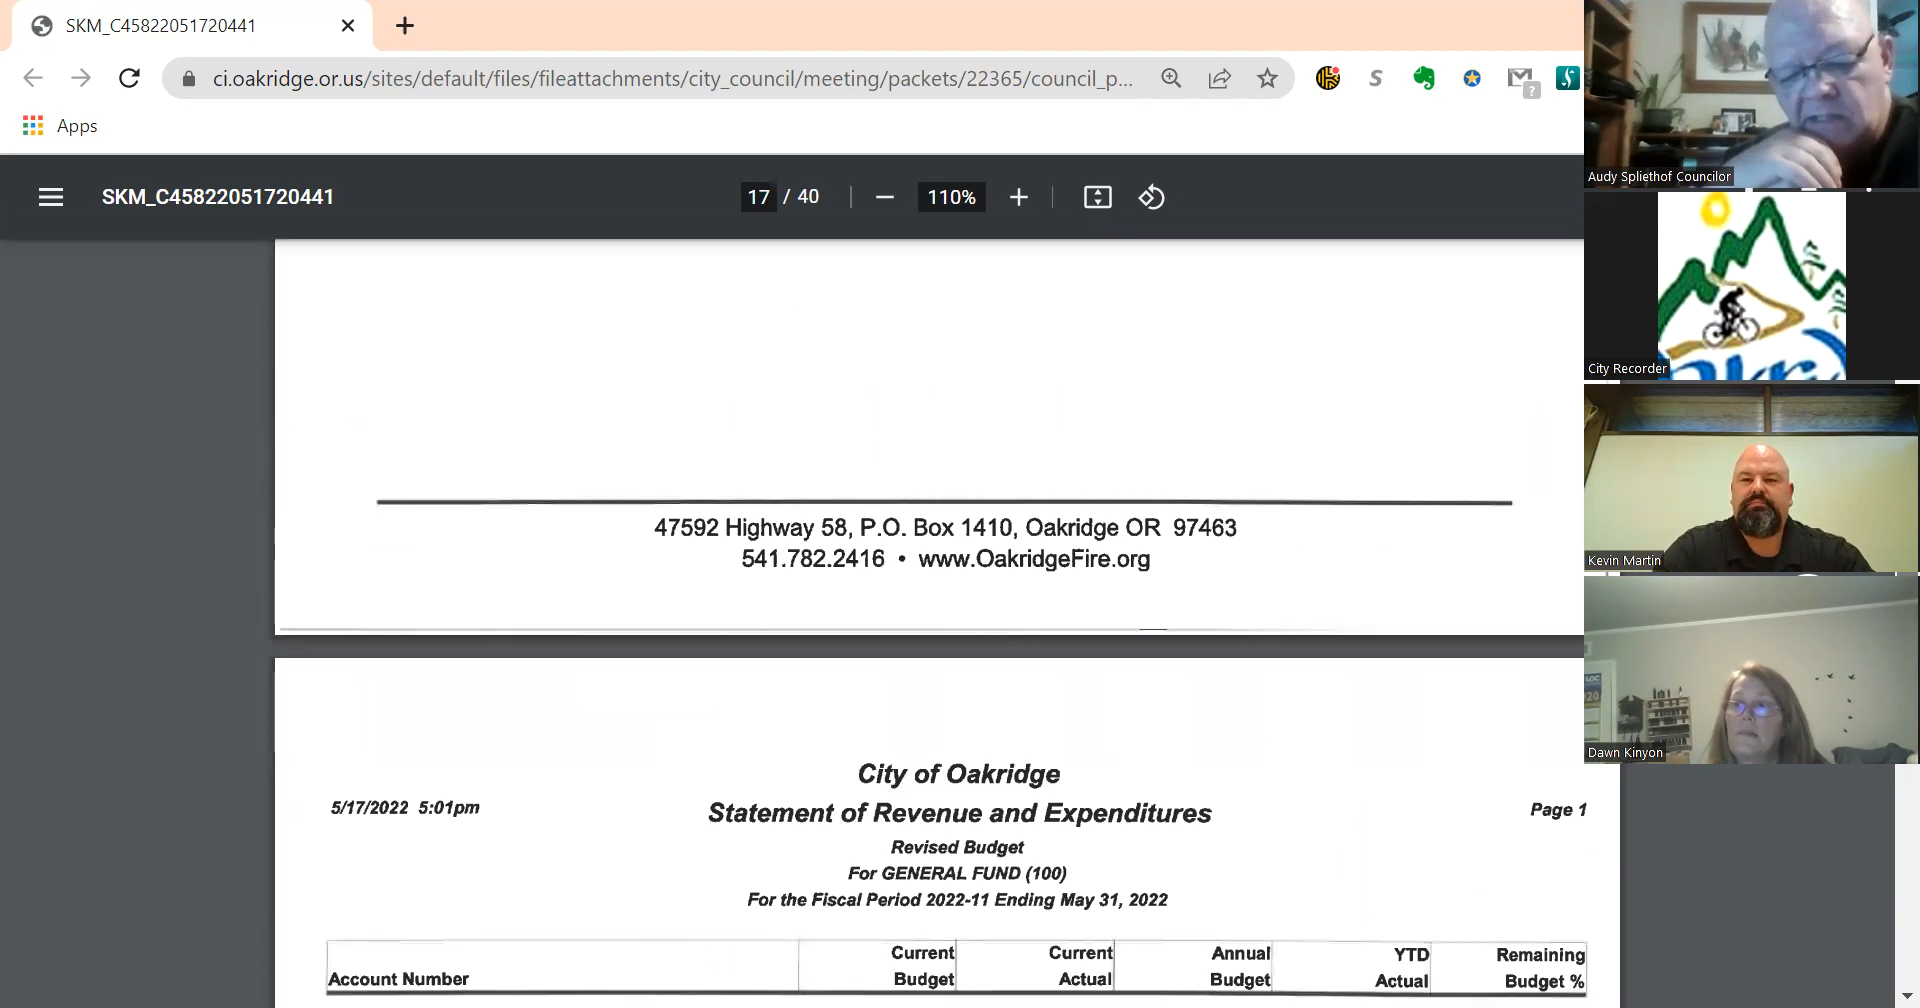 SKM_C45822051720441
ci.oakridge.or.us/sites/default/files/fileattachments/city_council/meeting/packets/22365/council_p...
Apps
SKM_C45822051720441
17 / 40
110%
47592 Highway 58, P.O. Box 1410, Oakridge OR 97463
541.782.2416 • www.OakridgeFire.org
City of Oakridge
5/17/2022 5:01pm
Statement of Revenue and Expenditures
Page 1
Revised Budget
For GENERAL FUND (100)
For the Fiscal Period 2022-11 Ending May 31, 2022
Account Number
Current Budget
Current Actual
Annual Budget
YTD Actual
Remaining Budget %
Audy Spliethof Councilor
City Recorder
Kevin Martin
Dawn Kinyon